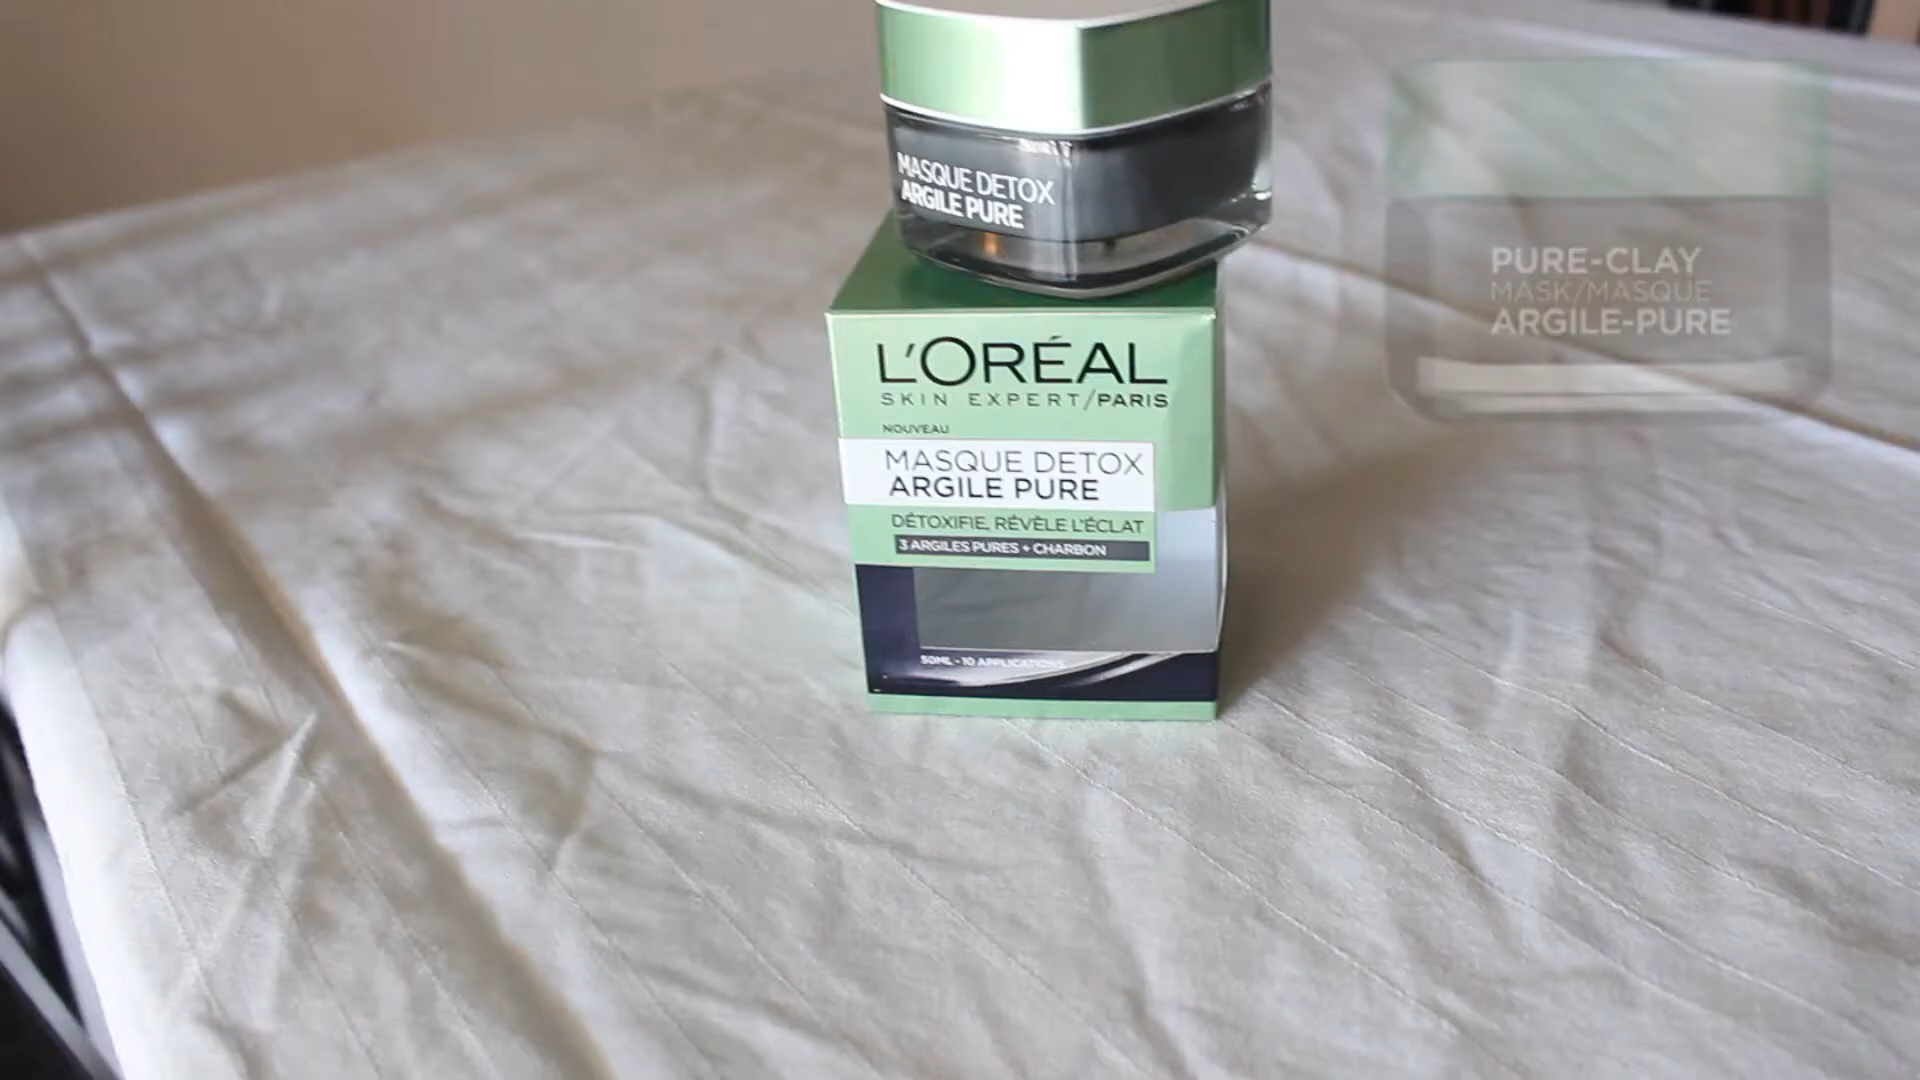 MASQUE DETOX
ARGILE PURE
L'ORÉAL
SKIN EXPERT/PARIS
NOUVEAU
MASQUE DETOX
ARGILE PURE
DÉTOXIFIE, RÉVÈLE L'ÉCLAT
3 ARGILES PURES + CHARBON
50ML - 10 APPLICATIONS
PURE-CLAY
MASK/MASQUE
ARGILE-PURE